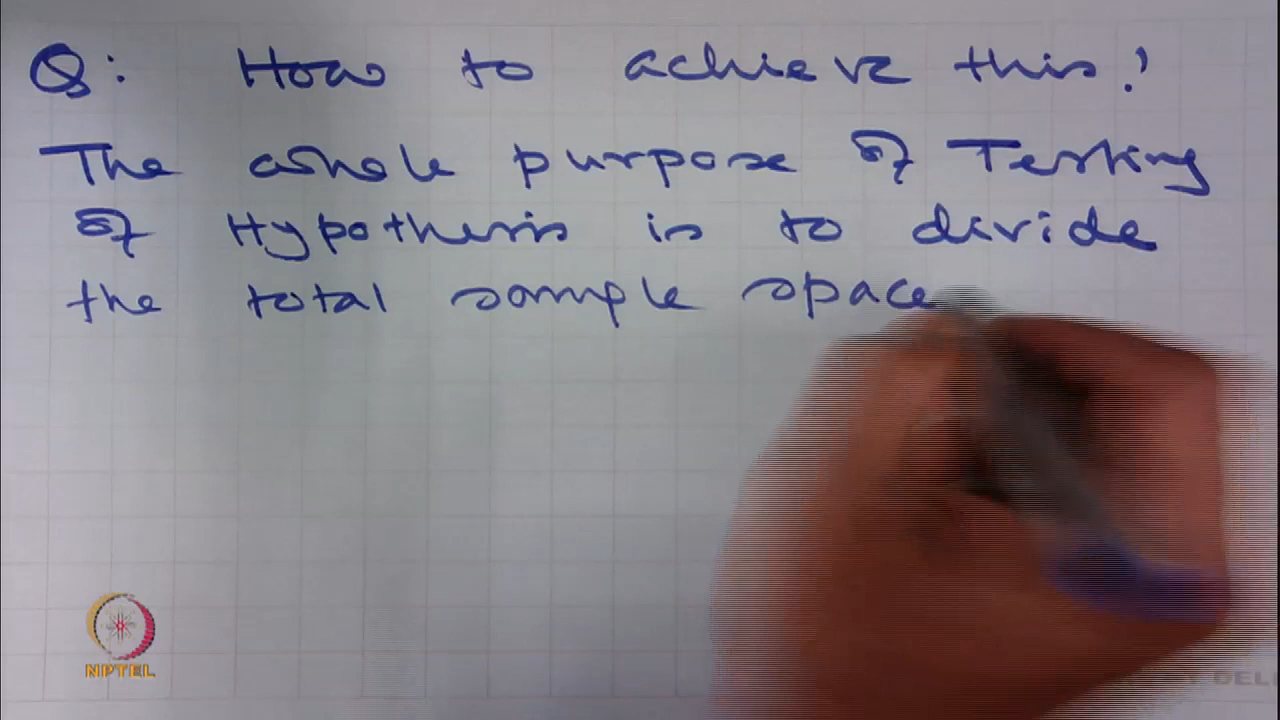 Q: How to achieve this?
The whole purpose of Testing
of Hypothesis is to divide
the total sample space
NPTEL